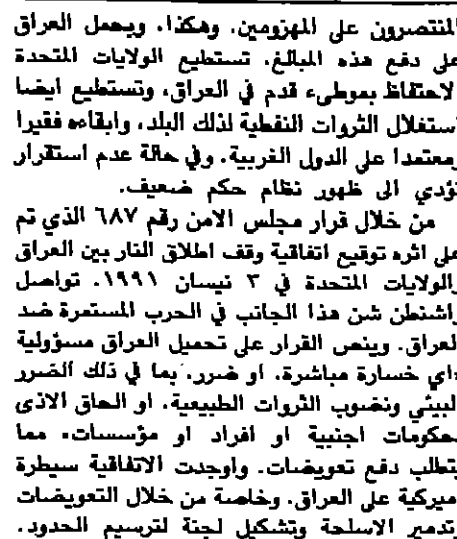 المنتصرون على المهزومين. وهكذا. ويحمل العراق
على دفع هذه المبالغ. تستطيع الولايات المتحدة
لاحتفاظ بموطىء قدم في العراق، وتستطيع ايضا
ستغلال الثروات النفطية لذلك البلد، وابقاءه فقيرا
ومعتمدا على الدول الغربية. وفي حالة عدم استقرار
تؤدي الى ظهور نظام حكم ضعيف.
من خلال قرار مجلس الامن رقم ٦٨٧ الذي تم
على اثره توقيع اتفاقية وقف اطلاق النار بين العراق
والولايات المتحدة في ٣ نيسان ١٩٩١. تواصل
واشنطن شن هذا الجانب في الحرب المستمرة ضد
العراق. وينص القرار على تحميل العراق مسؤولية
«اي خسارة مباشرة، او ضرر، بما في ذلك الضرر
لبيئي ونضوب الثروات الطبيعية، او الحاق الاذى
بحكومات اجنبية او افراد او مؤسسات» مما
يتطلب دفع تعويضات. واوجدت الاتفاقية سيطرة
ميركية على العراق. وخاصة من خلال التعويضات
وتدمير الاسلحة وتشكيل لجنة لترسيم الحدود.